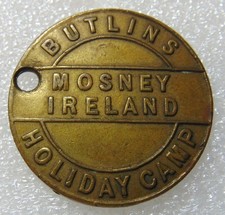 BUTLINS
MOSNEY
IRELAND
HOLIDAY CAMP